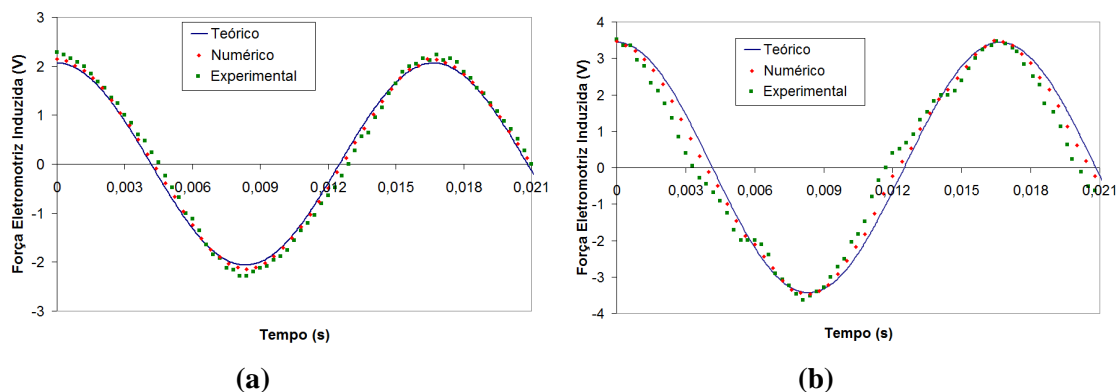 Força Eletromotriz Induzida (V)
3
2
1
0
-1
-2
-3
0
0,003
0,006
0,009
0,012
0,015
0,018
0,021
Teórico
Numérico
Experimental
Tempo (s)
(a)
Força Eletromotriz Induzida (V)
4
3
2
1
0
-1
-2
-3
-4
0
0,003
0,006
0,009
0,012
0,015
0,018
0,021
Teórico
Numérico
Experimental
Tempo (s)
(b)